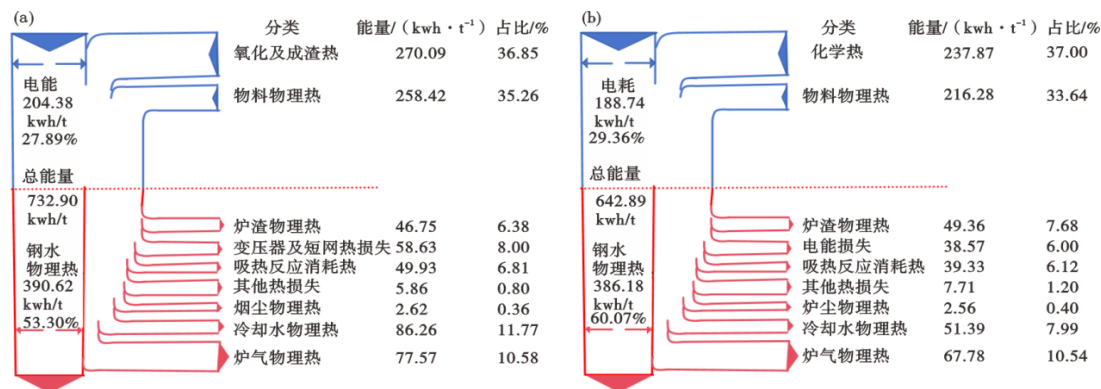 (a)
分类 能量/(kwh·t⁻¹) 占比/%
氧化及成渣热 270.09 36.85
电能
204.38
kwh/t
27.89%
物料物理热 258.42 35.26
总能量
732.90
kwh/t
钢水
物理热
390.62
kwh/t
53.30%
炉渣物理热 46.75 6.38
变压器及短网热损失 58.63 8.00
吸热反应消耗热 49.93 6.81
其他热损失 5.86 0.80
烟尘物理热 2.62 0.36
冷却水物理热 86.26 11.77
炉气物理热 77.57 10.58
(b)
分类 能量/(kwh·t⁻¹) 占比/%
化学热 237.87 37.00
电耗
188.74
kwh/t
29.36%
物料物理热 216.28 33.64
总能量
642.89
kwh/t
钢水
物理热
386.18
kwh/t
60.07%
炉渣物理热 49.36 7.68
电能损失 38.57 6.00
吸热反应消耗热 39.33 6.12
其他热损失 7.71 1.20
炉尘物理热 2.56 0.40
冷却水物理热 51.39 7.99
炉气物理热 67.78 10.54